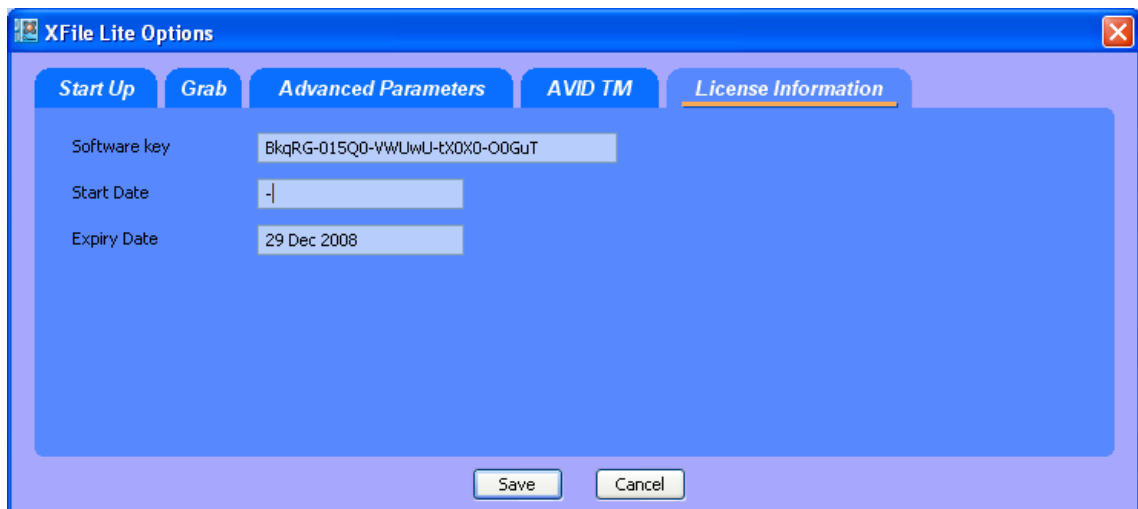 XFile Lite Options
Start Up Grab Advanced Parameters AVID TM License Information
Software key BkqRG-015Q0-VWUwU-tX0X0-O0GuT
Start Date -
Expiry Date 29 Dec 2008
Save Cancel